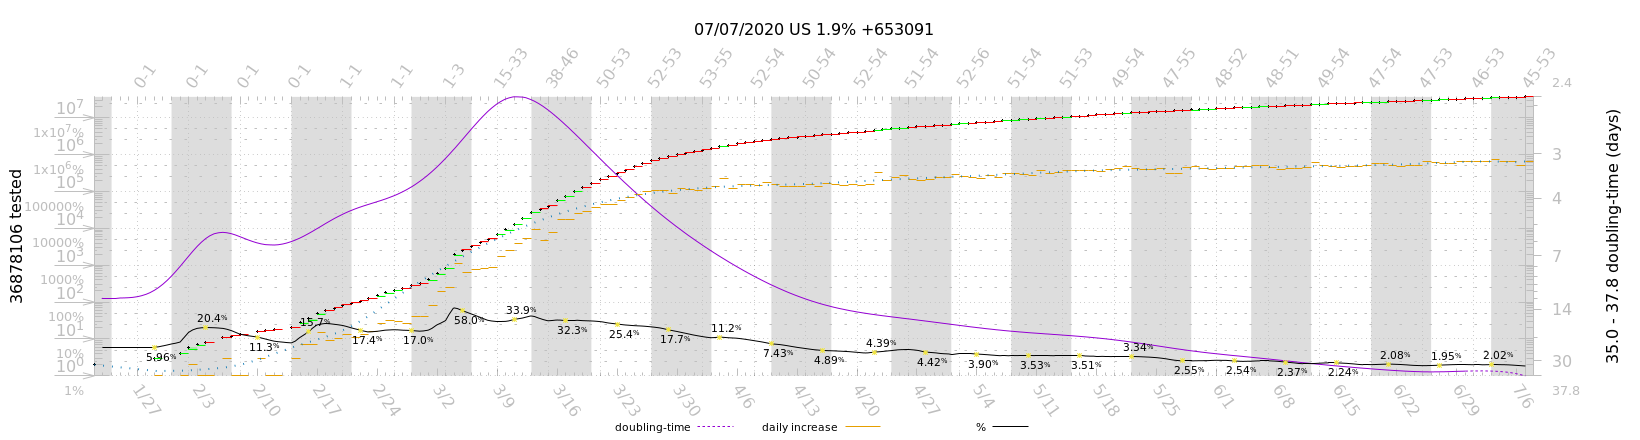 07/07/2020 US 1.9% +653091
0-1 0-1 0-1 0-1 1-1 1-1 1-3 15-33 38-46 50-53 52-53 53-55 52-54 50-54 52-54 51-54 52-56 51-54 51-53 49-54 47-55 48-52 48-51 49-54 47-54 47-53 46-53 45-53
36878106 tested
10⁷
1x10⁷%
10⁶
1x10⁶%
10⁵
100000%
10⁴
10000%
10³
1000%
10²
100%
10¹
10%
10⁰
1%
2.4
3
4
7
14
30
37.8
35.0 - 37.8 doubling-time (days)
5.96% 20.4% 11.3% 15.7% 17.4% 17.0% 58.0% 33.9% 32.3% 25.4% 17.7% 11.2% 7.43% 4.89% 4.39% 4.42% 3.90% 3.53% 3.51% 3.34% 2.55% 2.54% 2.37% 2.24% 2.08% 1.95% 2.02%
1/27 2/3 2/10 2/17 2/24 3/2 3/9 3/16 3/23 3/30 4/6 4/13 4/20 4/27 5/4 5/11 5/18 5/25 6/1 6/8 6/15 6/22 6/29 7/6
doubling-time daily increase %